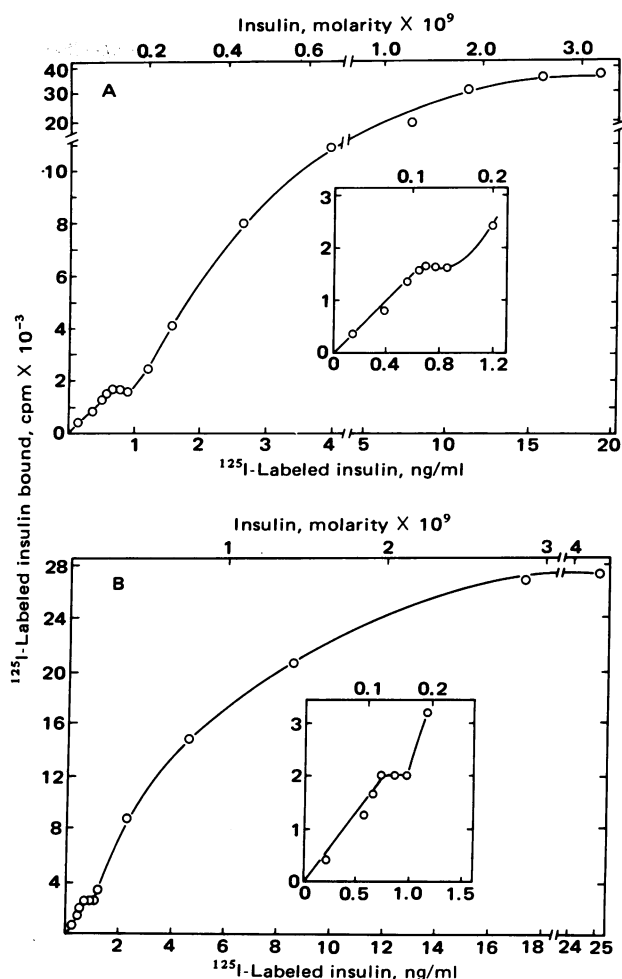 Insulin, molarity X 10⁹
0.2 0.4 0.6 1.0 2.0 3.0
A
40
30
20
10
8
6
4
2
0
0.1 0.2
3
2
1
0
0 0.4 0.8 1.2
0 1 2 3 4 5 10 15 20
¹²⁵I-Labeled insulin, ng/ml
¹²⁵I-Labeled insulin bound, cpm X 10⁻³
Insulin, molarity X 10⁹
1 2 3 4
B
28
24
20
16
12
8
4
0.1 0.2
3
2
1
0
0.0 0.5 1.0 1.5
2 4 6 8 10 12 14 16 18 24 25
¹²⁵I-Labeled insulin, ng/ml